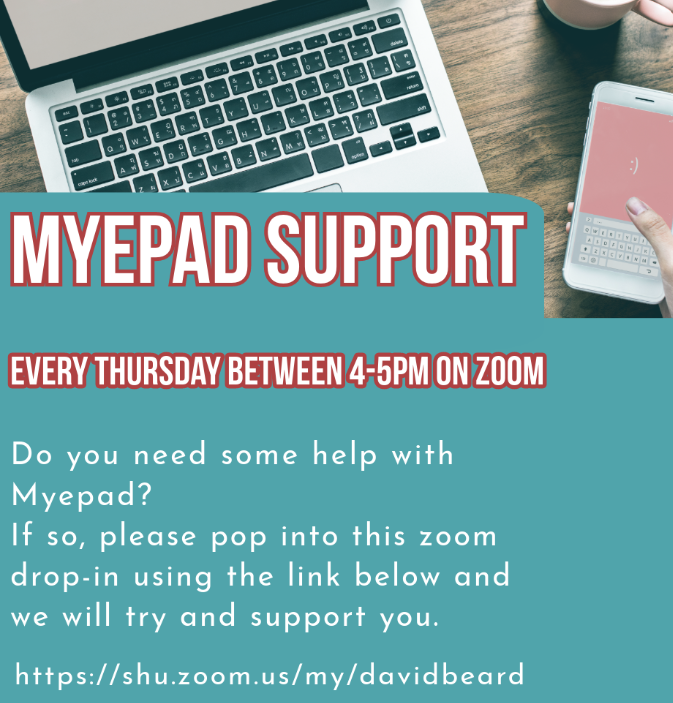 MYEPAD SUPPORT
EVERY THURSDAY BETWEEN 4-5PM ON ZOOM
Do you need some help with
Myepad?
If so, please pop into this zoom
drop-in using the link below and
we will try and support you.
https://shu.zoom.us/my/davidbeard